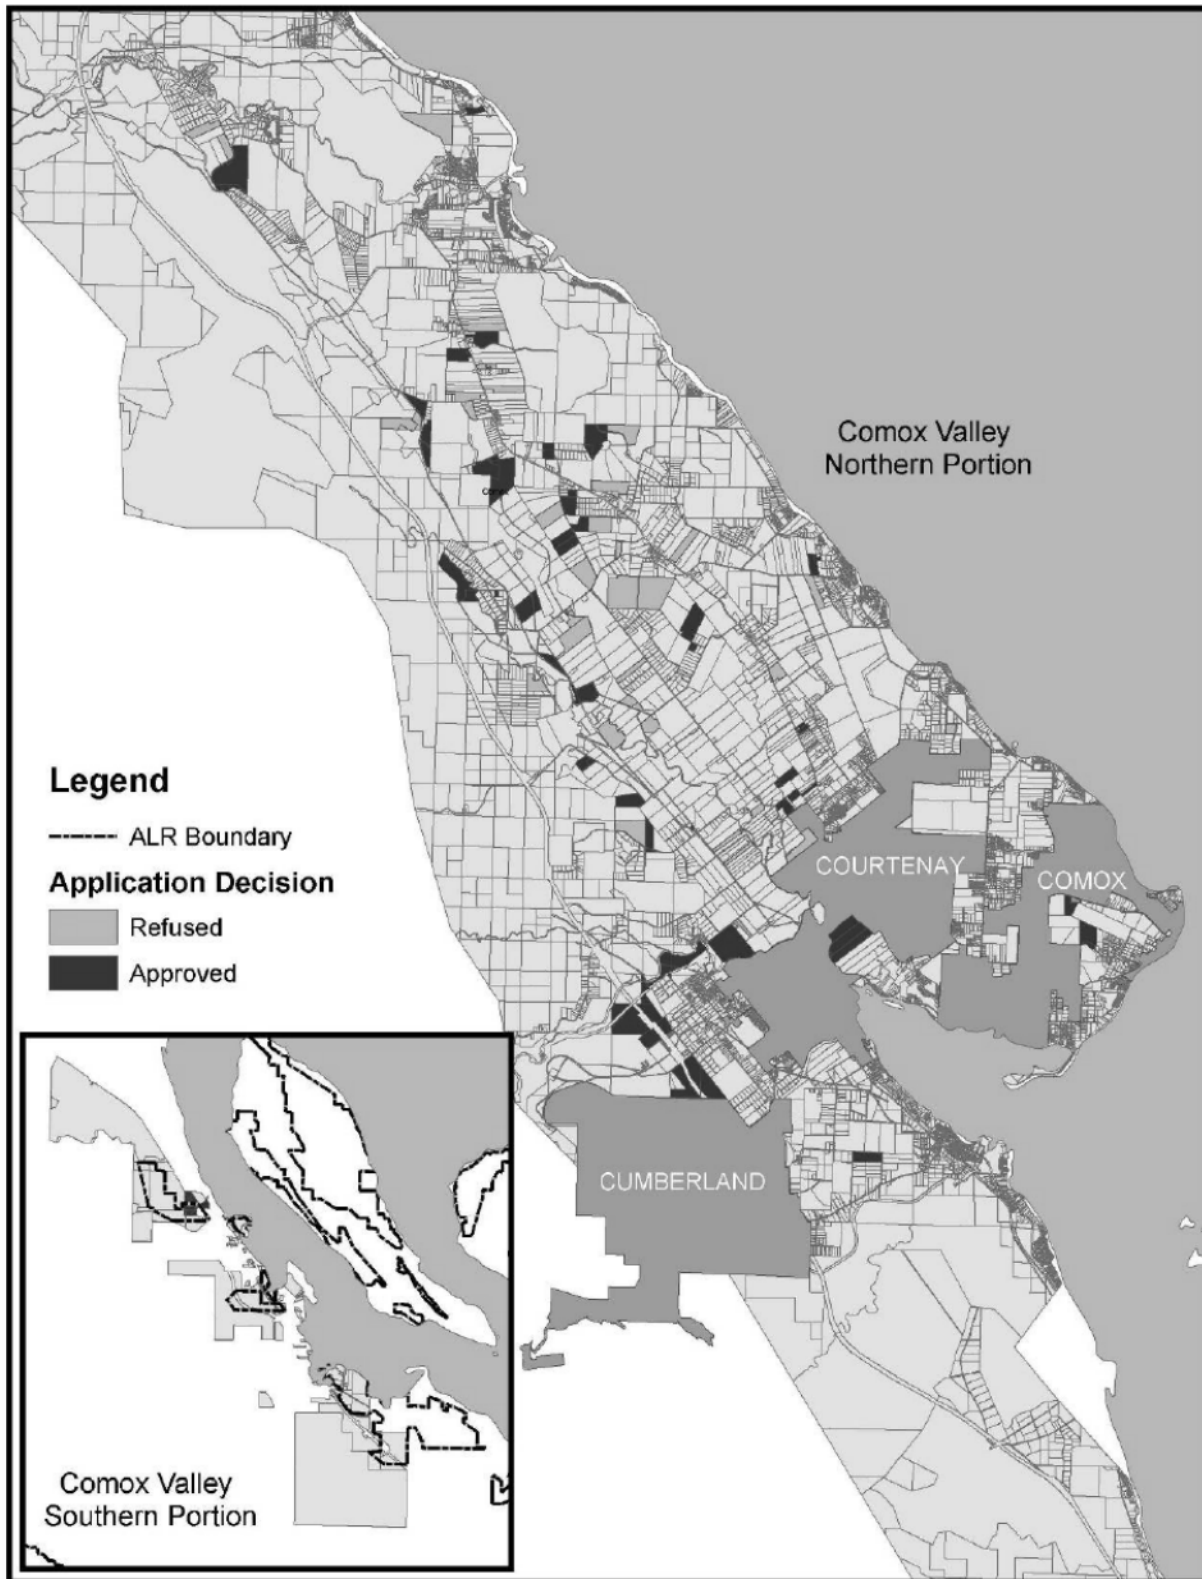 Comox Valley
Northern Portion
Legend
ALR Boundary
Application Decision
Refused
Approved
COURTENAY
COMOX
CUMBERLAND
Comox Valley
Southern Portion